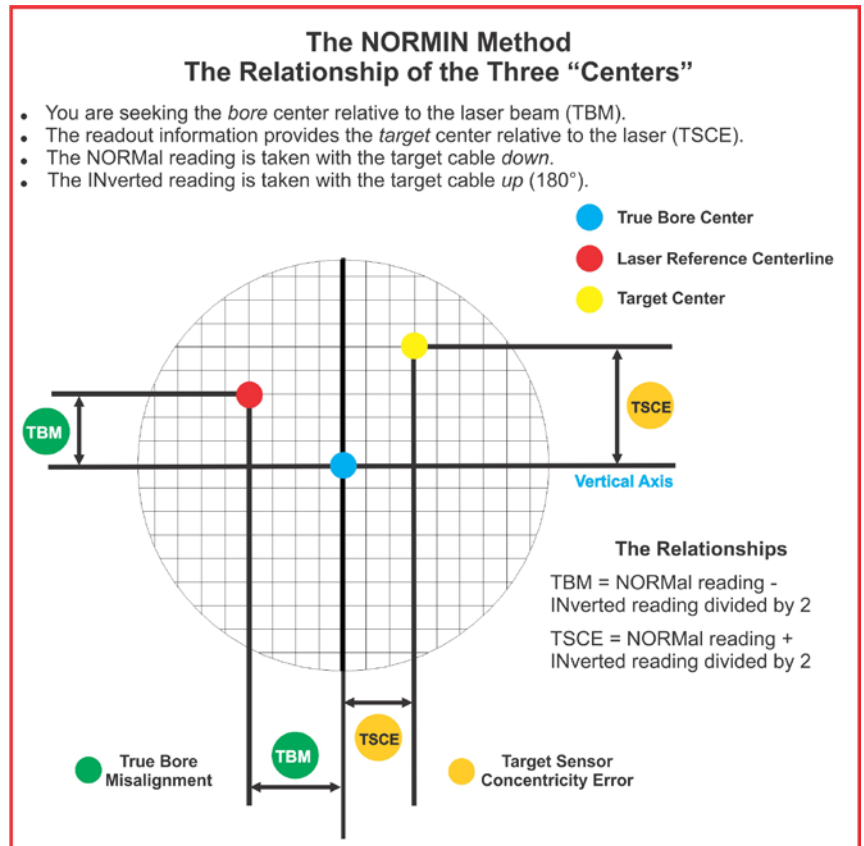 The NORMIN Method
The Relationship of the Three “Centers”
• You are seeking the bore center relative to the laser beam (TBM).
• The readout information provides the target center relative to the laser (TSCE).
• The NORMal reading is taken with the target cable down.
• The INverted reading is taken with the target cable up (180°).
True Bore Center
Laser Reference Centerline
Target Center
TBM
TSCE
Vertical Axis
The Relationships
TBM = NORMal reading -
INverted reading divided by 2
TSCE = NORMal reading +
INverted reading divided by 2
TSCE
TBM
True Bore
Misalignment
Target Sensor
Concentricity Error